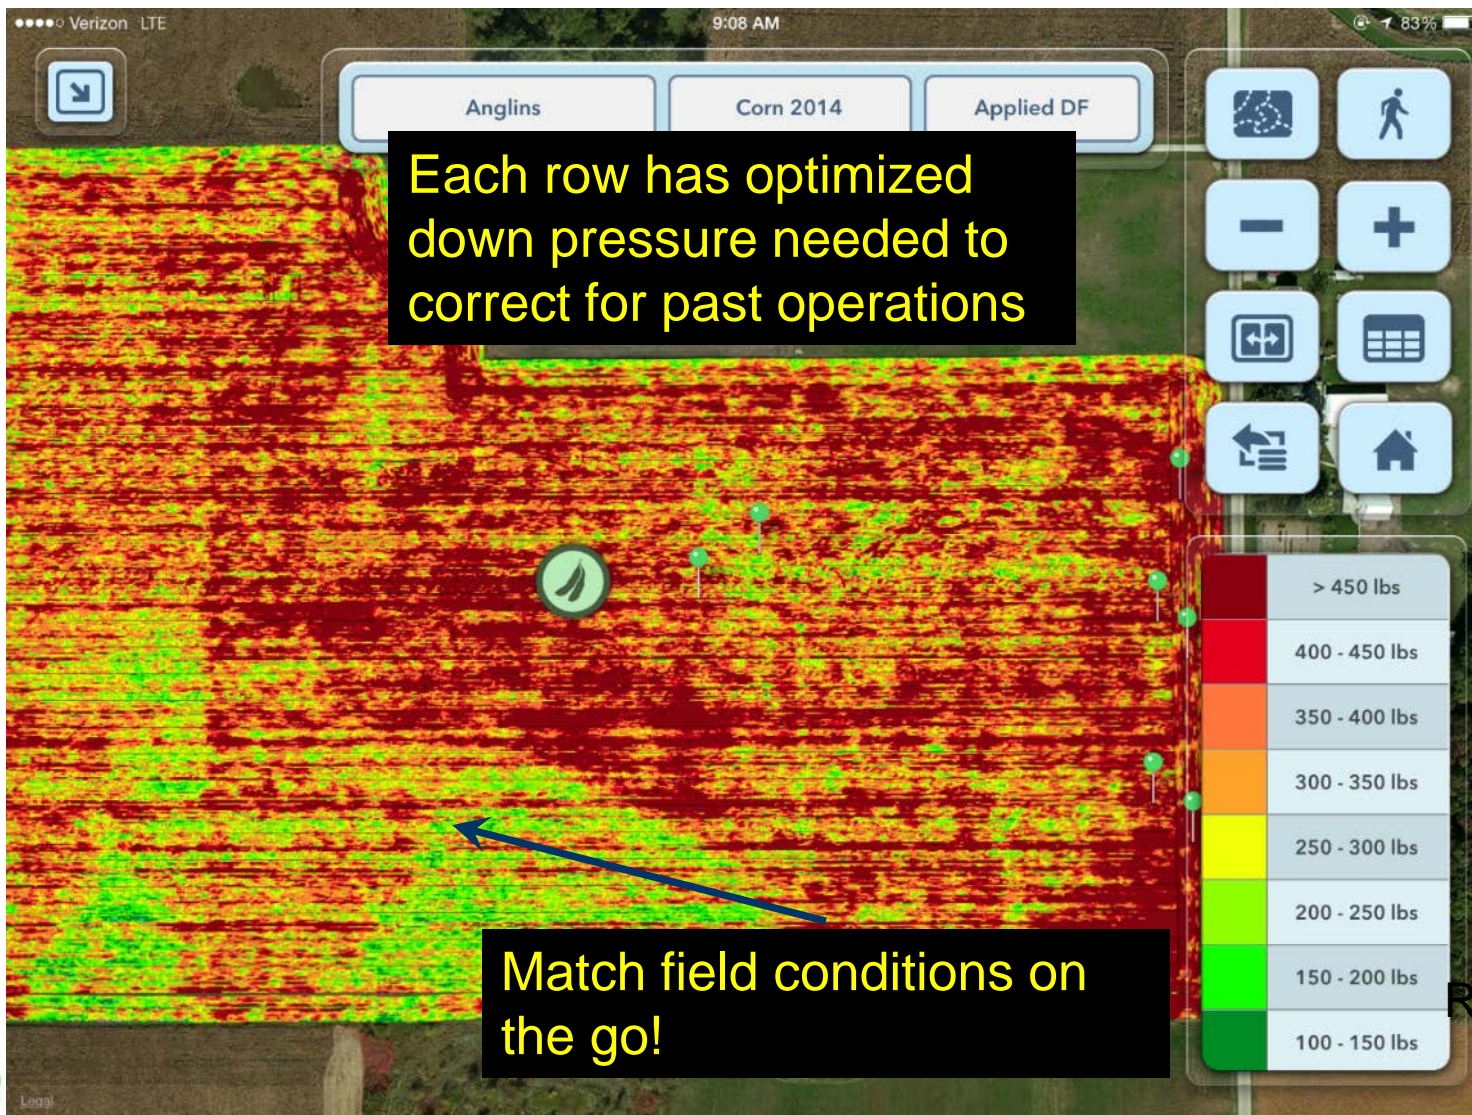 Verizon LTE
9:08 AM
83%
Anglins
Corn 2014
Applied DF
Each row has optimized
down pressure needed to
correct for past operations
> 450 lbs
400 - 450 lbs
350 - 400 lbs
300 - 350 lbs
250 - 300 lbs
200 - 250 lbs
150 - 200 lbs
100 - 150 lbs
R
Match field conditions on
the go!
Legal